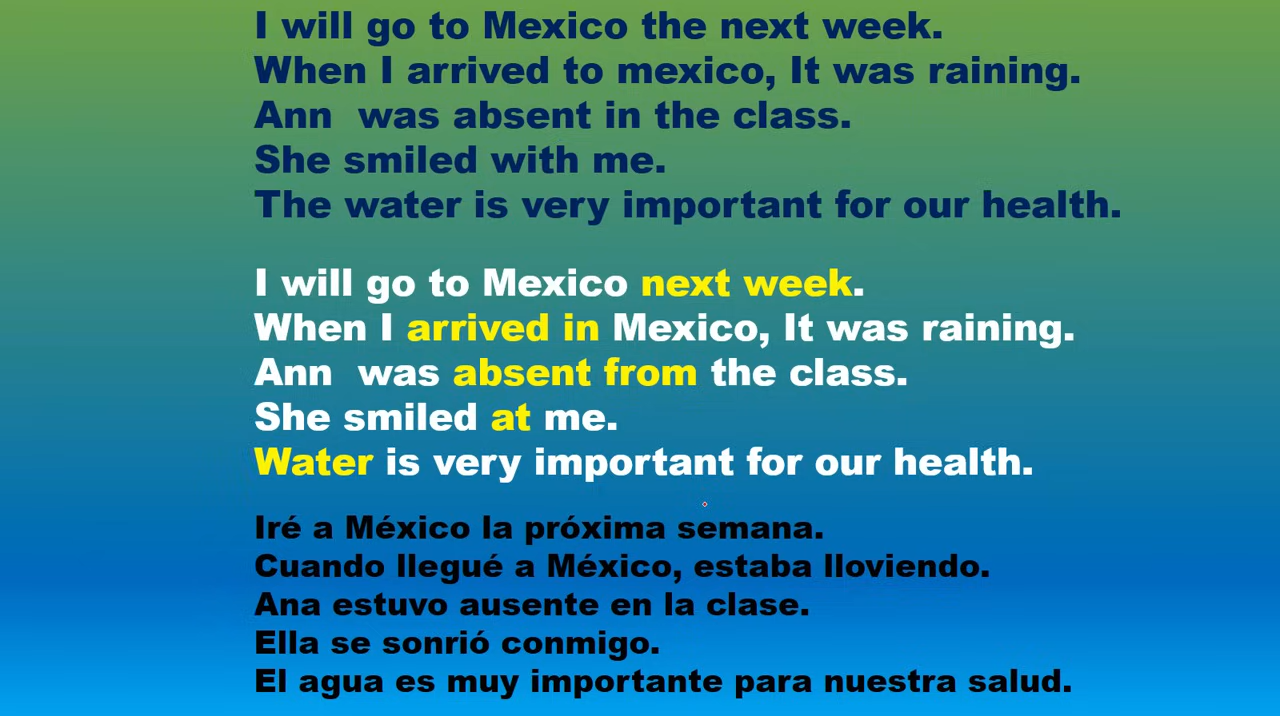 I will go to Mexico the next week.
When I arrived to mexico, It was raining.
Ann  was absent in the class.
She smiled with me.
The water is very important for our health.
I will go to Mexico next week.
When I arrived in Mexico, It was raining.
Ann  was absent from the class.
She smiled at me.
Water is very important for our health.
Iré a México la próxima semana.
Cuando llegué a México, estaba lloviendo.
Ana estuvo ausente en la clase.
Ella se sonrió conmigo.
El agua es muy importante para nuestra salud.